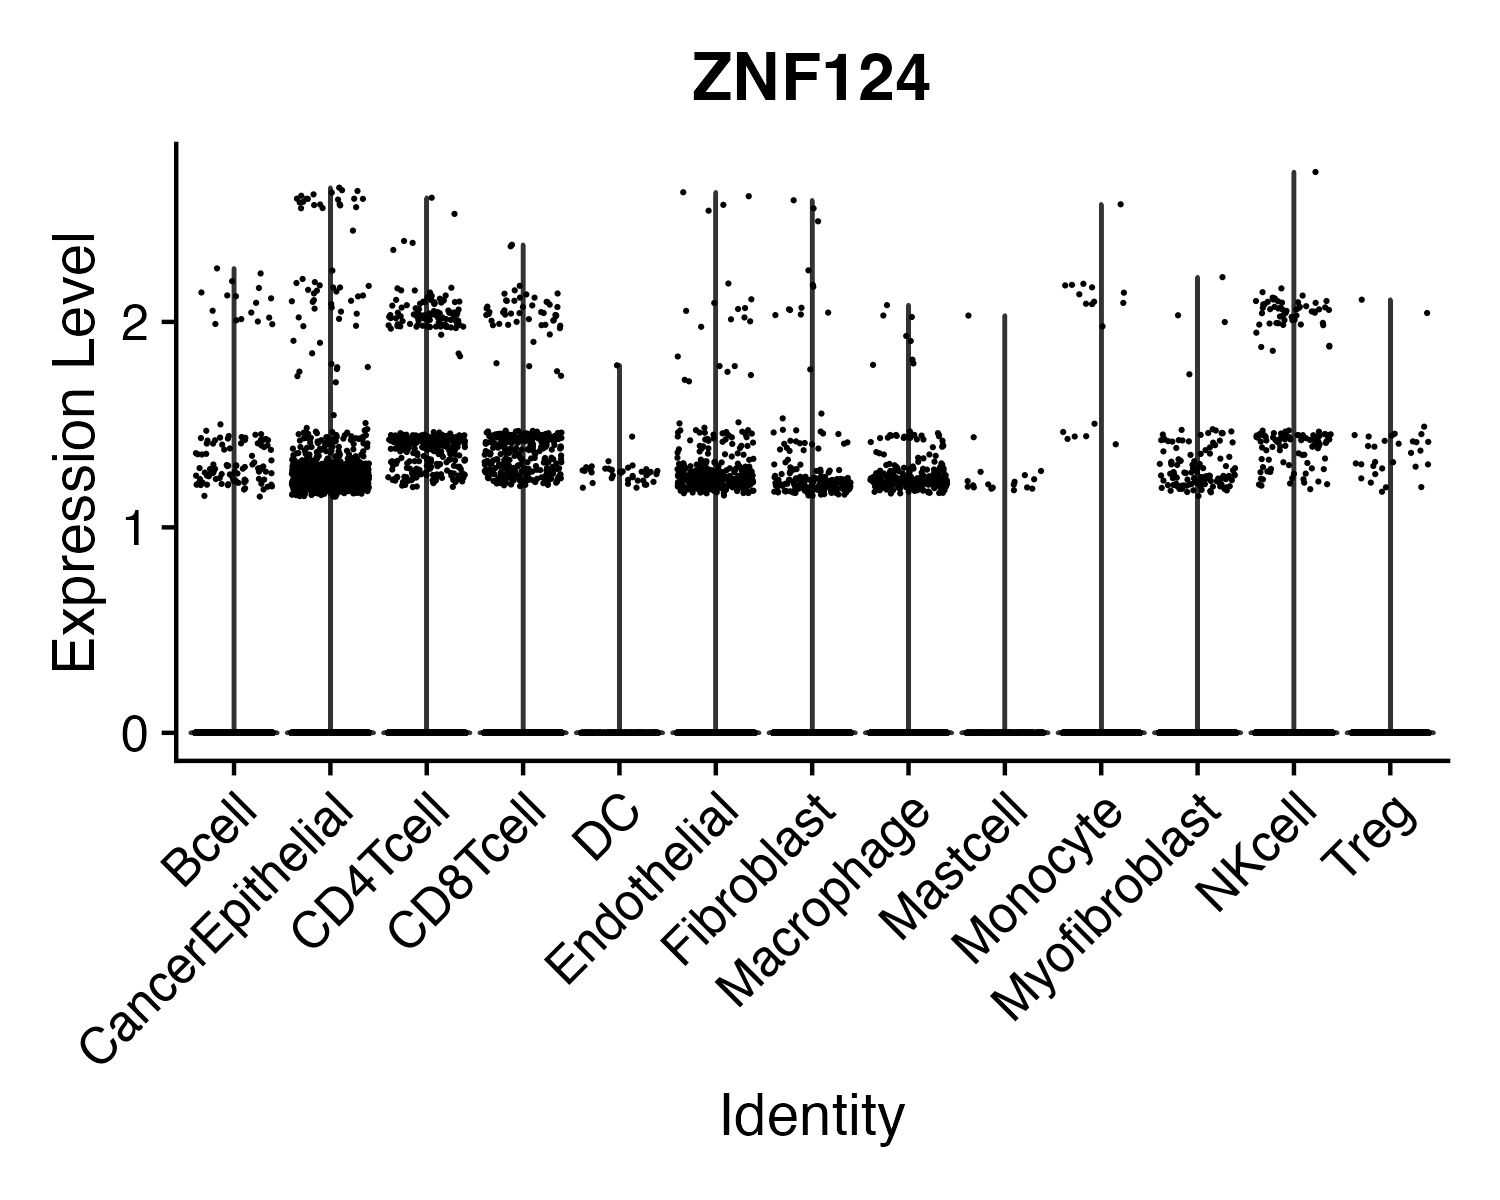 ZNF124
Expression Level
2
1
0
Bcell
CancerEpithelial
CD4Tcell
CD8Tcell
DC
Endothelial
Fibroblast
Macrophage
Mastcell
Monocyte
Myofibroblast
NKcell
Treg
Identity